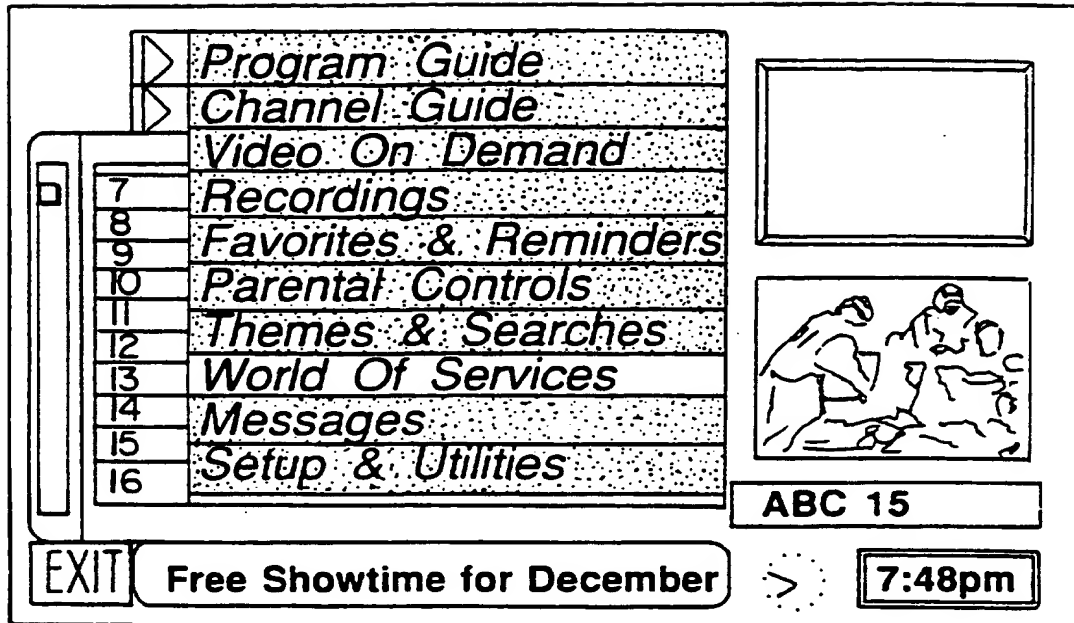 Program Guide
Channel Guide
Video On Demand
7 Recordings
8
9 Favorites & Reminders
10 Parental Controls
11
12 Themes & Searches
13 World Of Services
14 Messages
15
16 Setup & Utilities
ABC 15
EXIT Free Showtime for December 7:48pm